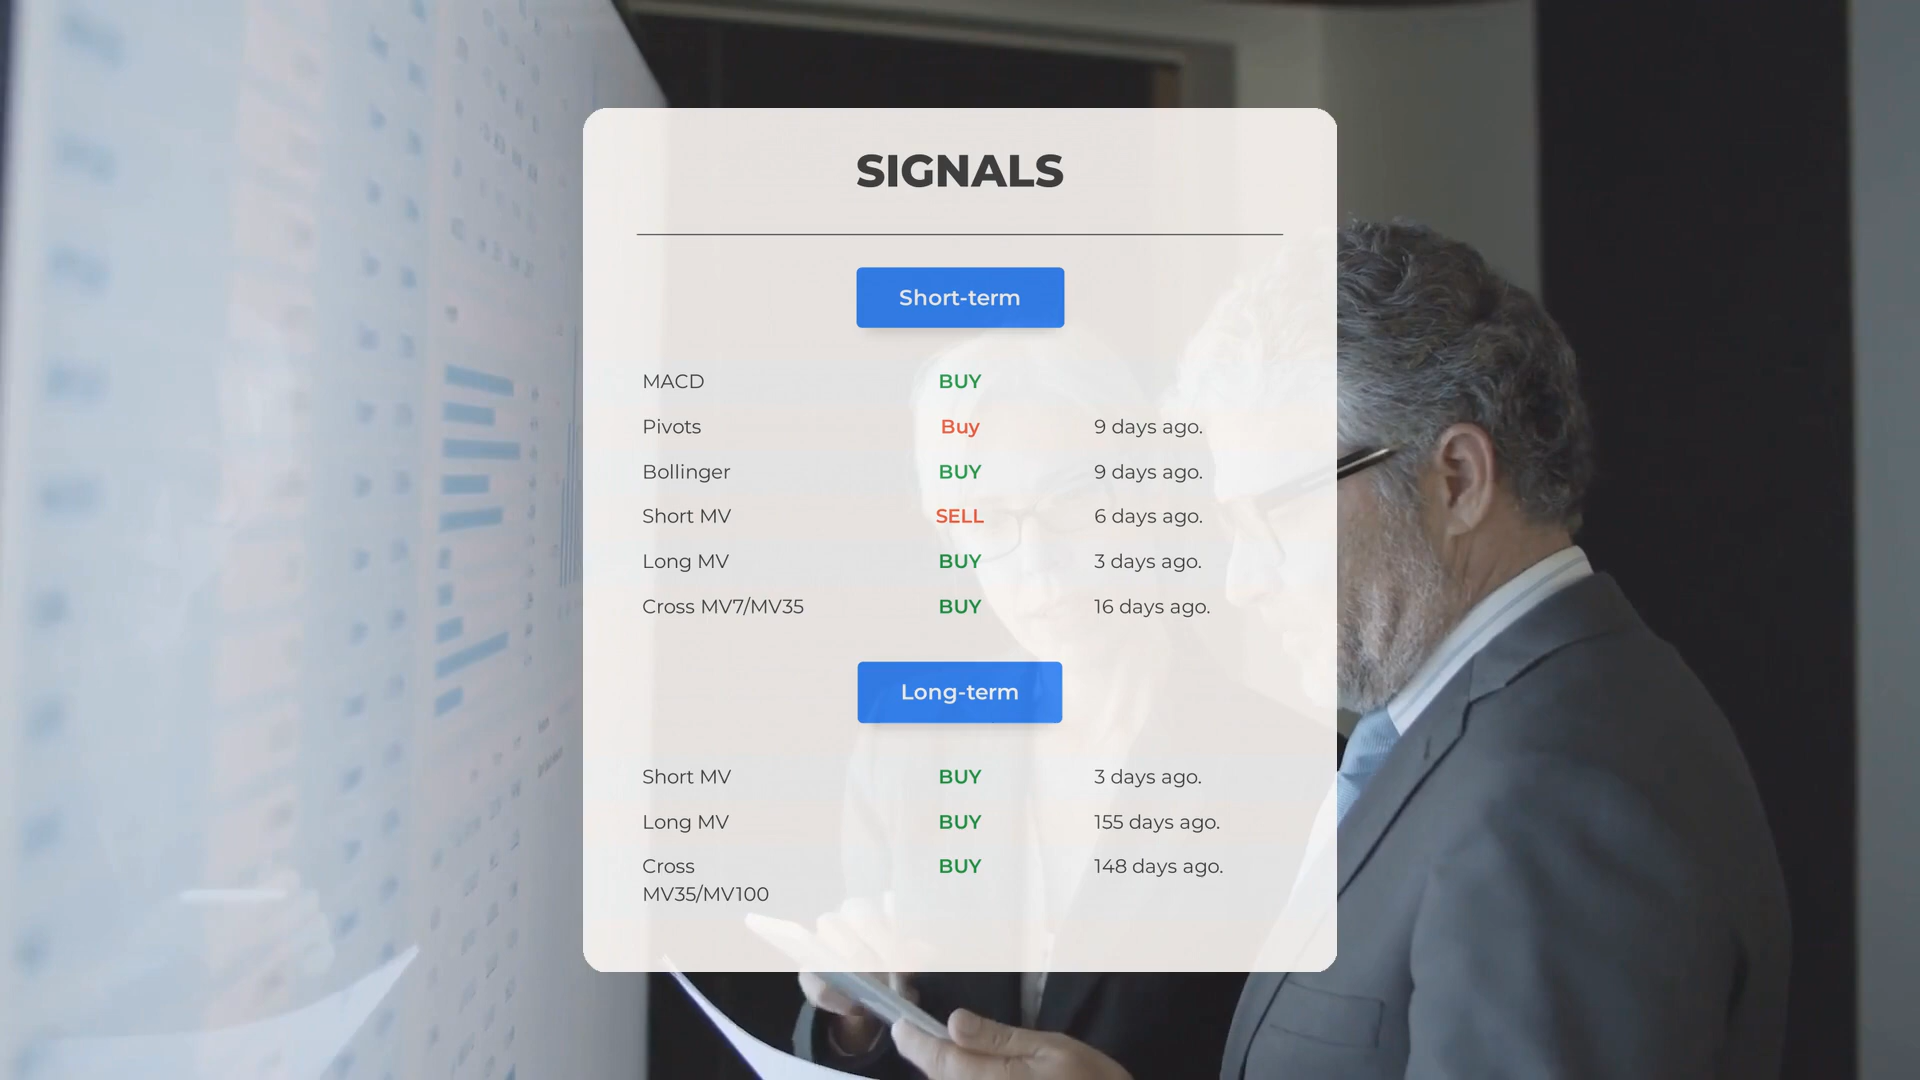 SIGNALS
Short-term
MACD BUY
Pivots Buy 9 days ago.
Bollinger BUY 9 days ago.
Short MV SELL 6 days ago.
Long MV BUY 3 days ago.
Cross MV7/MV35 BUY 16 days ago.
Long-term
Short MV BUY 3 days ago.
Long MV BUY 155 days ago.
Cross BUY 148 days ago.
MV35/MV100